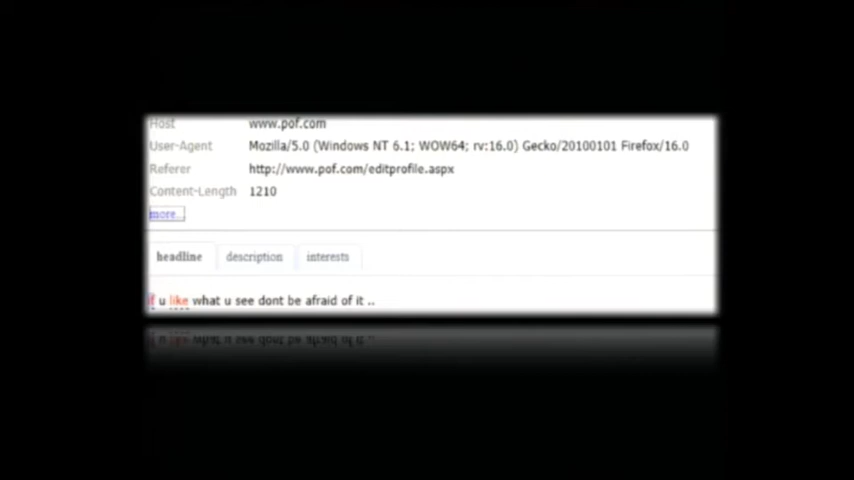 Host www.pof.com
User-Agent Mozilla/5.0 (Windows NT 6.1; WOW64; rv:16.0) Gecko/20100101 Firefox/16.0
Referer http://www.pof.com/editprofile.aspx
Content-Length 1210
more...
headline description interests
if u like what u see dont be afraid of it ..